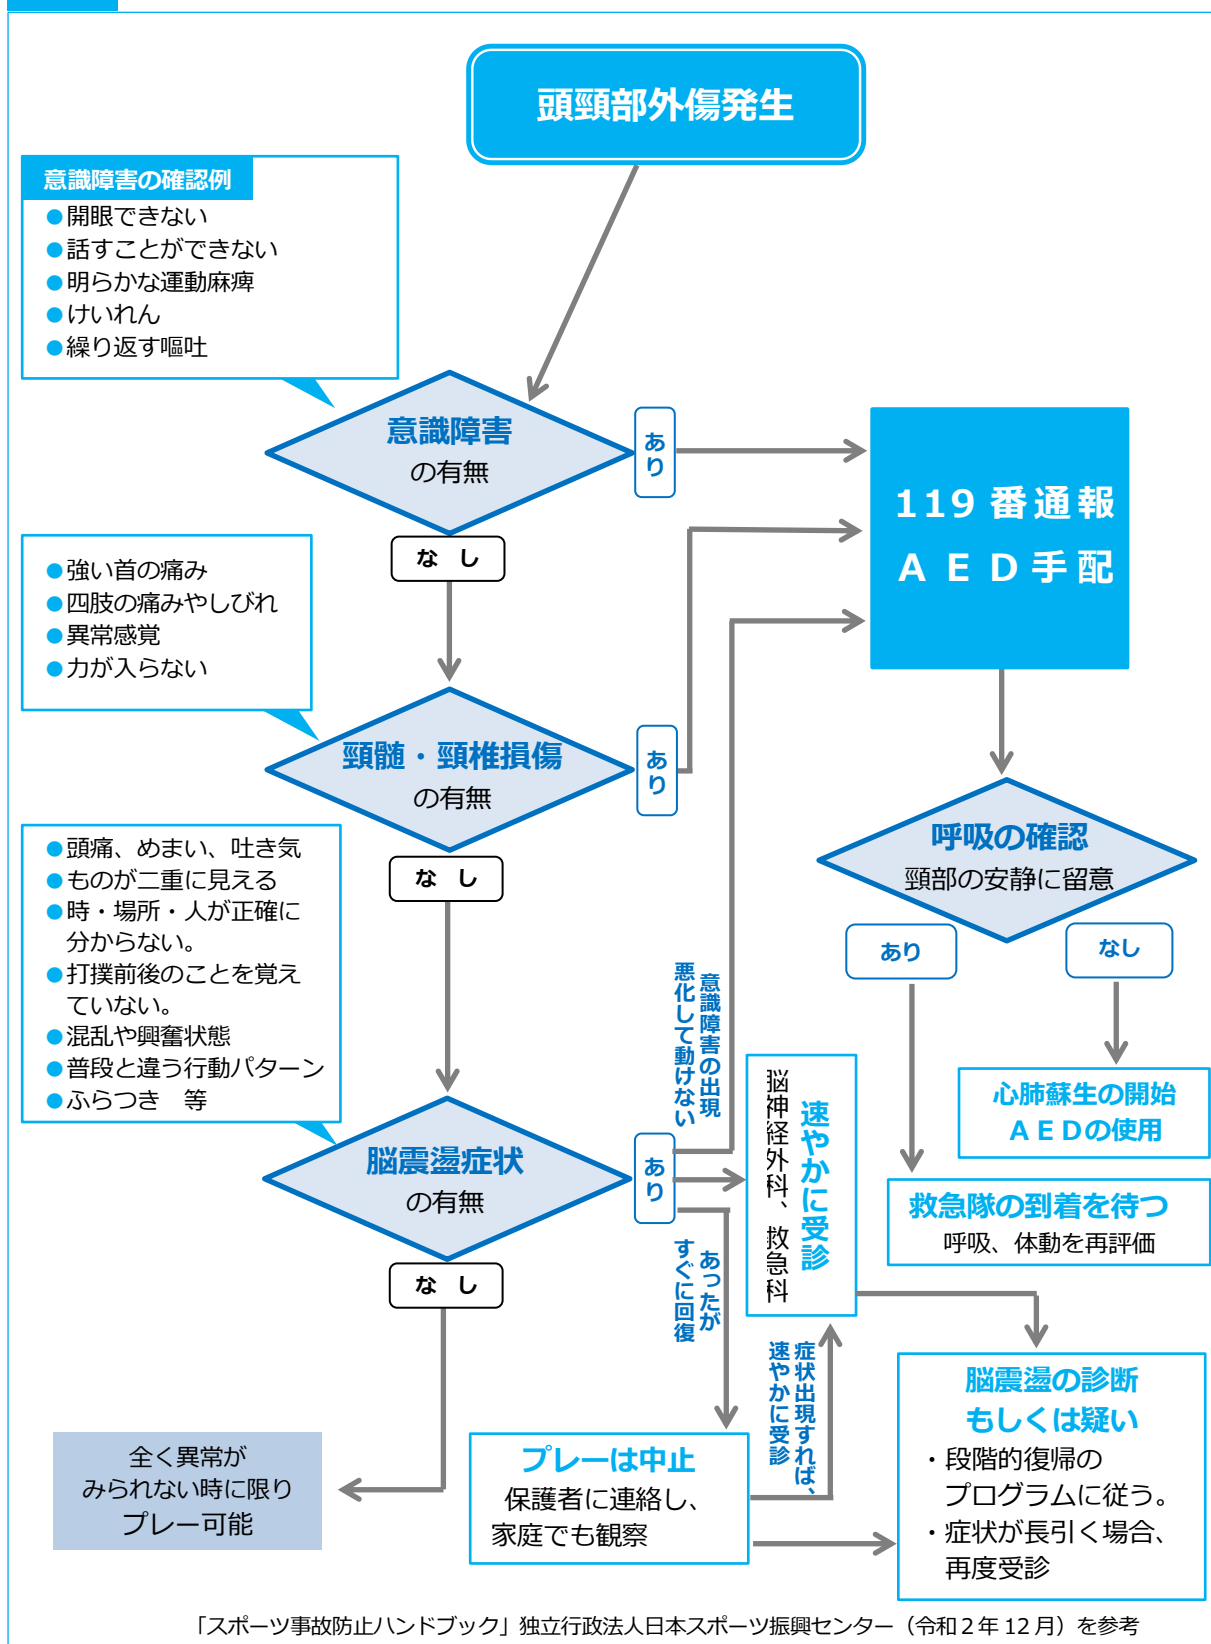 頭頸部外傷発生
意識障害の確認例
●開眼できない
●話すことができない
●明らかな運動麻痺
●けいれん
●繰り返す嘔吐
意識障害
の有無
あり
なし
119番通報
ＡＥＤ手配
●強い首の痛み
●四肢の痛みやしびれ
●異常感覚
●力が入らない
頸髄・頸椎損傷
の有無
あり
なし
呼吸の確認
頸部の安静に留意
あり
なし
心肺蘇生の開始
ＡＥＤの使用
救急隊の到着を待つ
呼吸、体動を再評価
●頭痛、めまい、吐き気
●ものが二重に見える
●時・場所・人が正確に
分からない。
●打撲前後のことを覚え
ていない。
●混乱や興奮状態
●普段と違う行動パターン
●ふらつき　等
脳震盪症状
の有無
あり
なし
意識障害の出現
悪化して動けない
速やかに受診
脳神経外科、救急科
あったが
すぐに回復
症状出現すれば、
速やかに受診
全く異常が
みられない時に限り
プレー可能
プレーは中止
保護者に連絡し、
家庭でも観察
脳震盪の診断
もしくは疑い
・段階的復帰の
プログラムに従う。
・症状が長引く場合、
再度受診
「スポーツ事故防止ハンドブック」独立行政法人日本スポーツ振興センター（令和２年12月）を参考